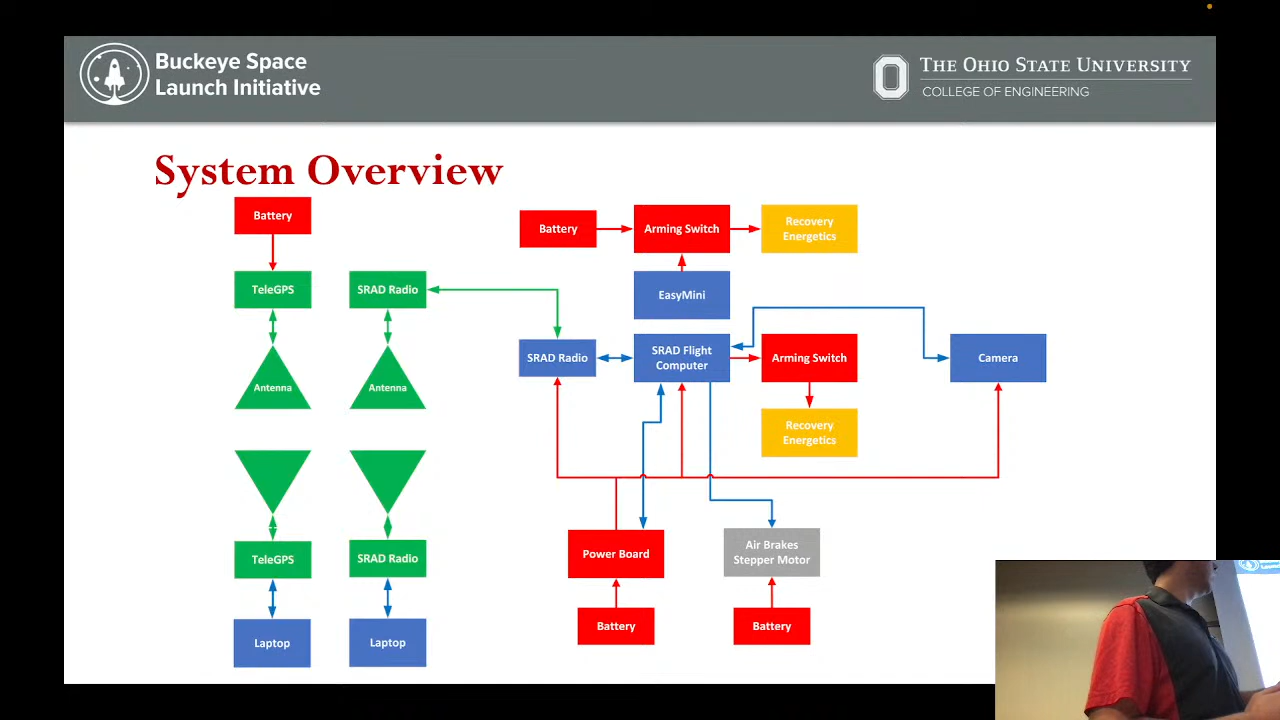 Buckeye Space
Launch Initiative
THE OHIO STATE UNIVERSITY
COLLEGE OF ENGINEERING
System Overview
Battery
TeleGPS
Antenna
SRAD Radio
Antenna
TeleGPS
Laptop
SRAD Radio
Laptop
Battery
Arming Switch
Recovery
Energetics
EasyMini
SRAD Radio
SRAD Flight
Computer
Arming Switch
Camera
Recovery
Energetics
Power Board
Air Brakes
Stepper Motor
Battery
Battery